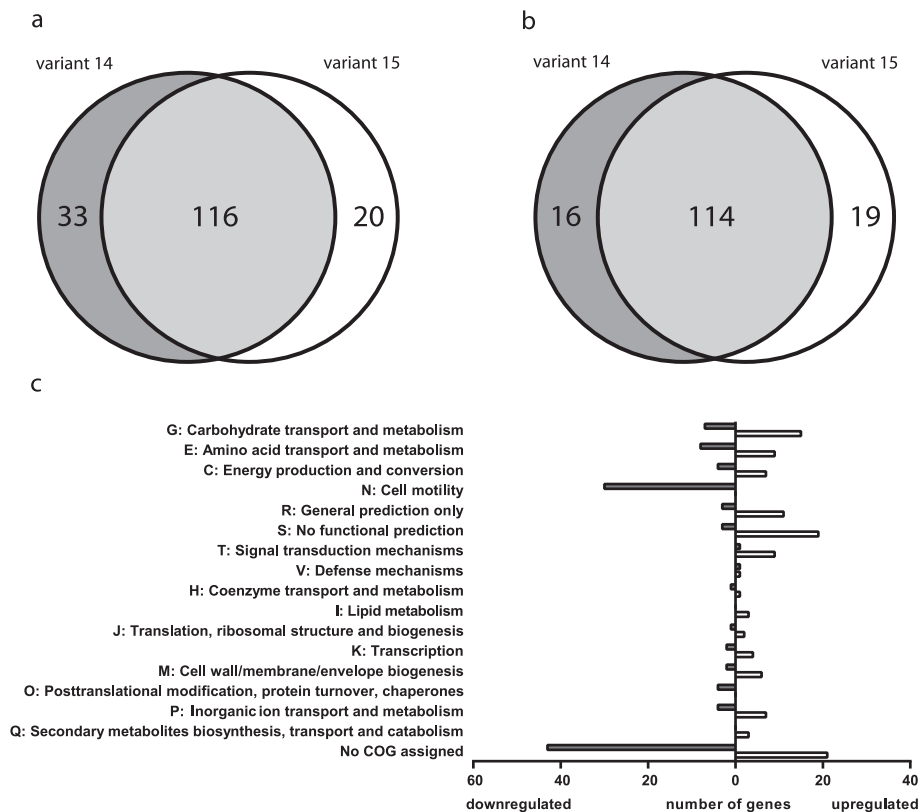 a
b
variant 14
variant 15
variant 14
variant 15
33
116
20
16
114
19
c
G: Carbohydrate transport and metabolism
E: Amino acid transport and metabolism
C: Energy production and conversion
N: Cell motility
R: General prediction only
S: No functional prediction
T: Signal transduction mechanisms
V: Defense mechanisms
H: Coenzyme transport and metabolism
I: Lipid metabolism
J: Translation, ribosomal structure and biogenesis
K: Transcription
M: Cell wall/membrane/envelope biogenesis
O: Posttranslational modification, protein turnover, chaperones
P: Inorganic ion transport and metabolism
Q: Secondary metabolites biosynthesis, transport and catabolism
No COG assigned
60 40 20 0 20 40
downregulated number of genes upregulated